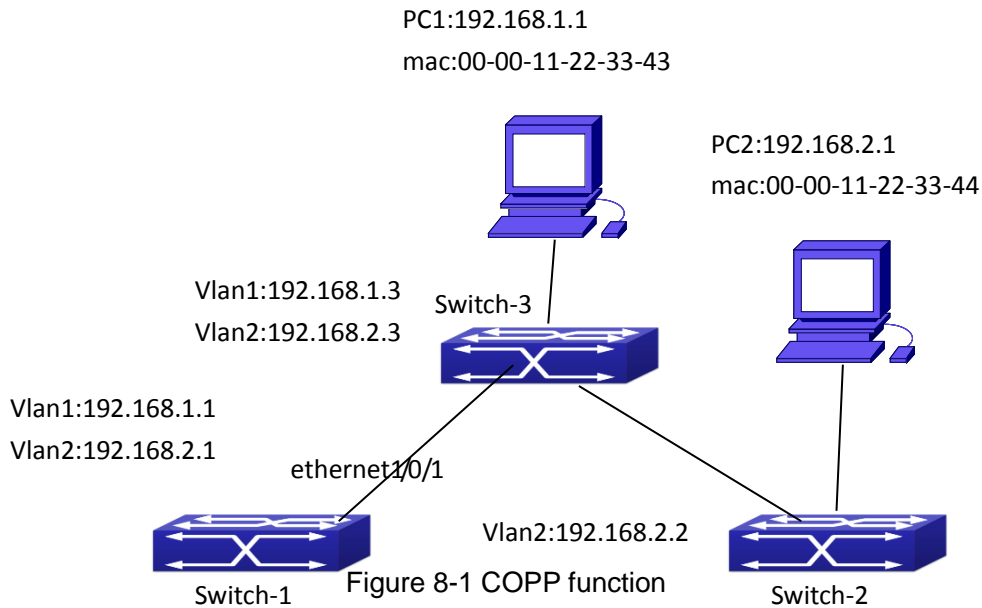 PC1:192.168.1.1
mac:00-00-11-22-33-43
PC2:192.168.2.1
mac:00-00-11-22-33-44
Vlan1:192.168.1.3
Vlan2:192.168.2.3
Switch-3
Vlan1:192.168.1.1
Vlan2:192.168.2.1
ethernet1/0/1
Vlan2:192.168.2.2
Switch-1
Figure 8-1 COPP function
Switch-2